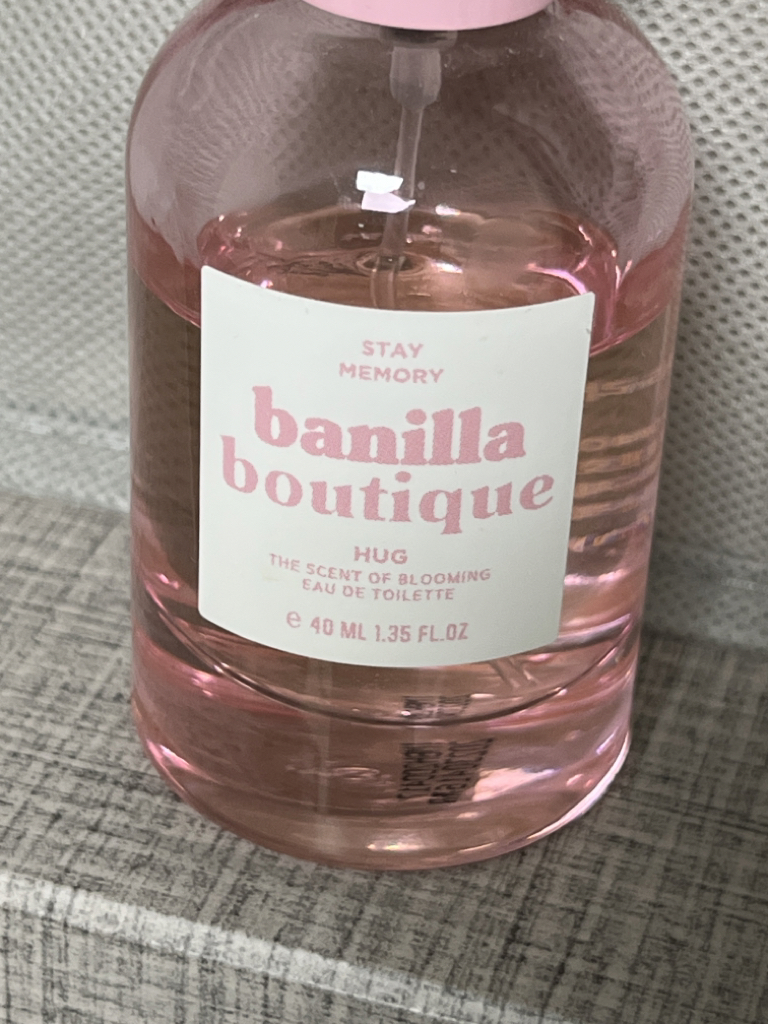 STAY
MEMORY
banilla
boutique
HUG
THE SCENT OF BLOOMING
EAU DE TOILETTE
e 40 ML 1.35 FL.OZ